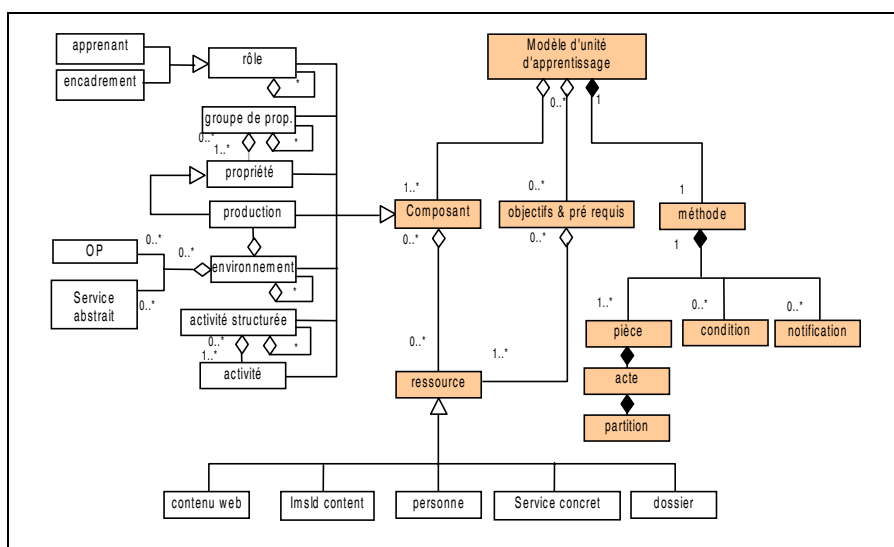 apprenant
encadrement
rôle
*
groupe de prop.
0..*
1..*
*
propriété
production
OP
0..*
0..*
environnement
Service
abstrait
0..*
*
activité structurée
0..*
1..*
*
activité
Modèle d'unité
d'apprentissage
0..*
1
1..*
0..*
1
Composant
objectifs & pré requis
méthode
0..*
0..*
1
1..*
0..*
0..*
pièce
condition
notification
0..*
1..*
ressource
acte
partition
contenu web
Imsld content
personne
Service concret
dossier